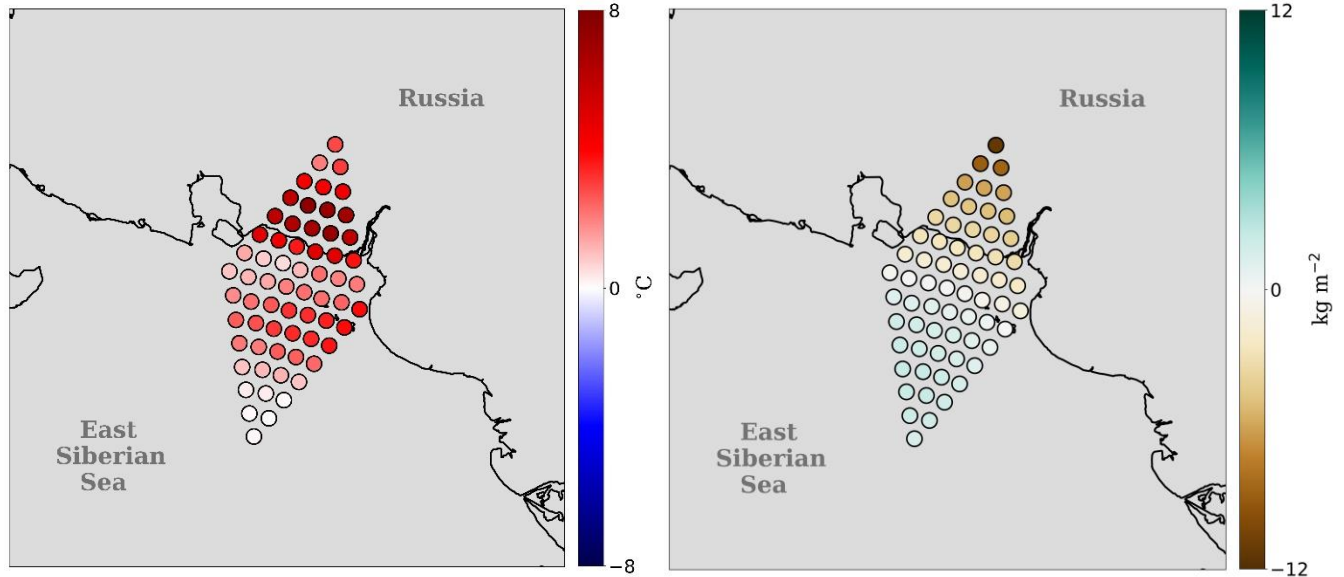 8
Russia
0
°C
East
Siberian
Sea
−8
12
Russia
0
kg m⁻²
East
Siberian
Sea
−12